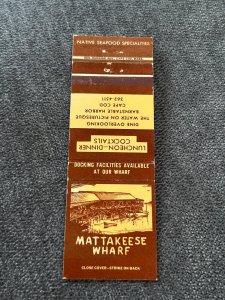 NATIVE SEAFOOD SPECIALTIES
362-4511
CAPE COD
BARNSTABLE HARBOR
THE WATER ON PICTURESQUE
DINE OVERLOOKING
COCKTAILS
LUNCHEON-DINNER
DOCKING FACILITIES AVAILABLE
AT OUR WHARF
MATTAKEESE
WHARF
CLOSE COVER - STRIKE ON BACK